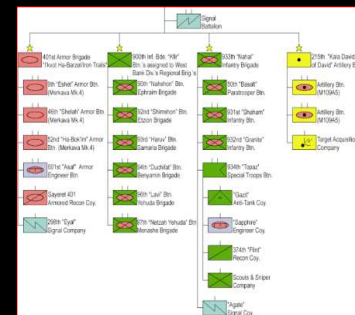 Signal
Battalion
401st Armor Brigade
"Ikvot Ha-Barzel/Iron Trails"
9th "Eshet" Armor Btn.
(Merkava Mk.4)
46th "Shelah" Armor
Btn. (Merkava Mk.4)
52nd "Ha-Bok'im" Armor
Btn. (Merkava Mk.4)
601st "Asaf" Armor
Engineer Btn.
Sayeret 401
Armored Recon Coy.
298th "Eyal"
Signal Company
900th Inf. Bde. "Kfir"
Btn.'s assigned to West
Bank Div.'s Regional Brig.'s
90th "Nachshon" Btn.
Ephraim Brigade
92nd "Shimshon" Btn.
Etzion Brigade
93rd "Haruv" Btn.
Samaria Brigade
94th "Duchifat" Btn.
Benyamin Brigade
96th "Lavi" Btn.
Yehuda Brigade
97th "Netzah Yehuda" Btn.
Menashe Brigade
933rd "Nahal"
Infantry Brigade
50th "Basalt"
Paratrooper Btn.
931st "Shaham"
Infantry Btn.
932nd "Granite"
Infantry Btn.
934th "Topaz"
Special Troops Btn.
"Gazit"
Anti-Tank Coy.
"Sapphire"
Engineer Coy.
374th "Flint"
Recon Coy.
Scouts & Sniper
Company
"Agate"
Signal Coy.
215th "Kela David
of David" Artillery B
Artillery Btn.
(M109A5)
Artillery Btn.
(M109A5)
Target Acquisitio
Company